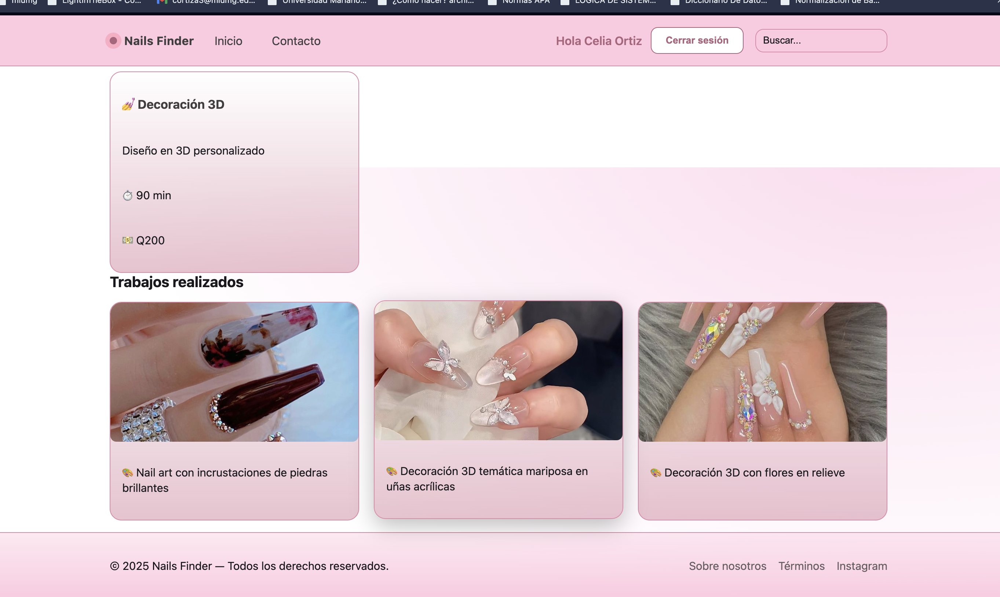 miumg LightInTheBox - Co... cortiza3@miumg.ed... Universidad Mariano... ¿Cómo hacer? archi... Normas APA LOGICA DE SISTEM... Diccionario De Dato... Normalización de Ba...
Nails Finder Inicio Contacto Hola Celia Ortiz Cerrar sesión Buscar...
💅 Decoración 3D
Diseño en 3D personalizado
⏱️ 90 min
💵 Q200
Trabajos realizados
🎨 Nail art con incrustaciones de piedras
brillantes
🎨 Decoración 3D temática mariposa en
uñas acrílicas
🎨 Decoración 3D con flores en relieve
© 2025 Nails Finder — Todos los derechos reservados.
Sobre nosotros Términos Instagram